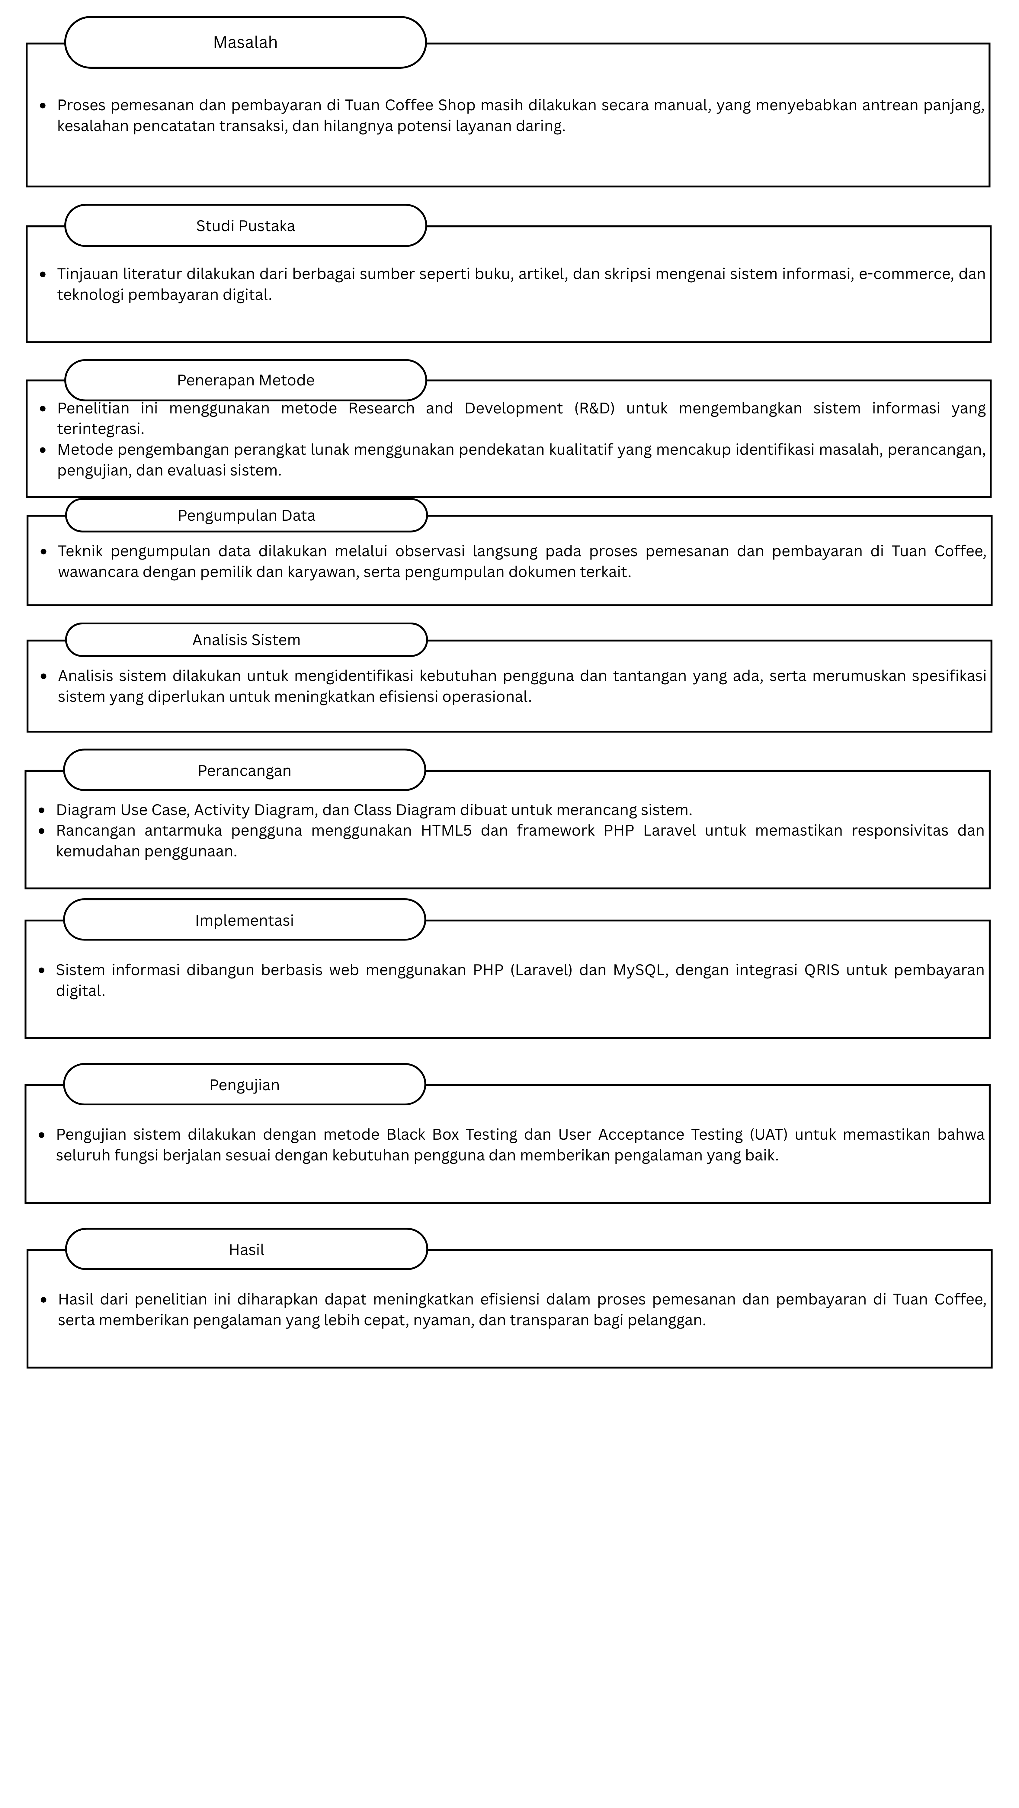 Masalah
• Proses pemesanan dan pembayaran di Tuan Coffee Shop masih dilakukan secara manual, yang menyebabkan antrean panjang,
kesalahan pencatatan transaksi, dan hilangnya potensi layanan daring.
Studi Pustaka
• Tinjauan literatur dilakukan dari berbagai sumber seperti buku, artikel, dan skripsi mengenai sistem informasi, e-commerce, dan
teknologi pembayaran digital.
Penerapan Metode
• Penelitian ini menggunakan metode Research and Development (R&D) untuk mengembangkan sistem informasi yang
terintegrasi.
• Metode pengembangan perangkat lunak menggunakan pendekatan kualitatif yang mencakup identifikasi masalah, perancangan,
pengujian, dan evaluasi sistem.
Pengumpulan Data
• Teknik pengumpulan data dilakukan melalui observasi langsung pada proses pemesanan dan pembayaran di Tuan Coffee,
wawancara dengan pemilik dan karyawan, serta pengumpulan dokumen terkait.
Analisis Sistem
• Analisis sistem dilakukan untuk mengidentifikasi kebutuhan pengguna dan tantangan yang ada, serta merumuskan spesifikasi
sistem yang diperlukan untuk meningkatkan efisiensi operasional.
Perancangan
• Diagram Use Case, Activity Diagram, dan Class Diagram dibuat untuk merancang sistem.
• Rancangan antarmuka pengguna menggunakan HTML5 dan framework PHP Laravel untuk memastikan responsivitas dan
kemudahan penggunaan.
Implementasi
• Sistem informasi dibangun berbasis web menggunakan PHP (Laravel) dan MySQL, dengan integrasi QRIS untuk pembayaran
digital.
Pengujian
• Pengujian sistem dilakukan dengan metode Black Box Testing dan User Acceptance Testing (UAT) untuk memastikan bahwa
seluruh fungsi berjalan sesuai dengan kebutuhan pengguna dan memberikan pengalaman yang baik.
Hasil
• Hasil dari penelitian ini diharapkan dapat meningkatkan efisiensi dalam proses pemesanan dan pembayaran di Tuan Coffee,
serta memberikan pengalaman yang lebih cepat, nyaman, dan transparan bagi pelanggan.